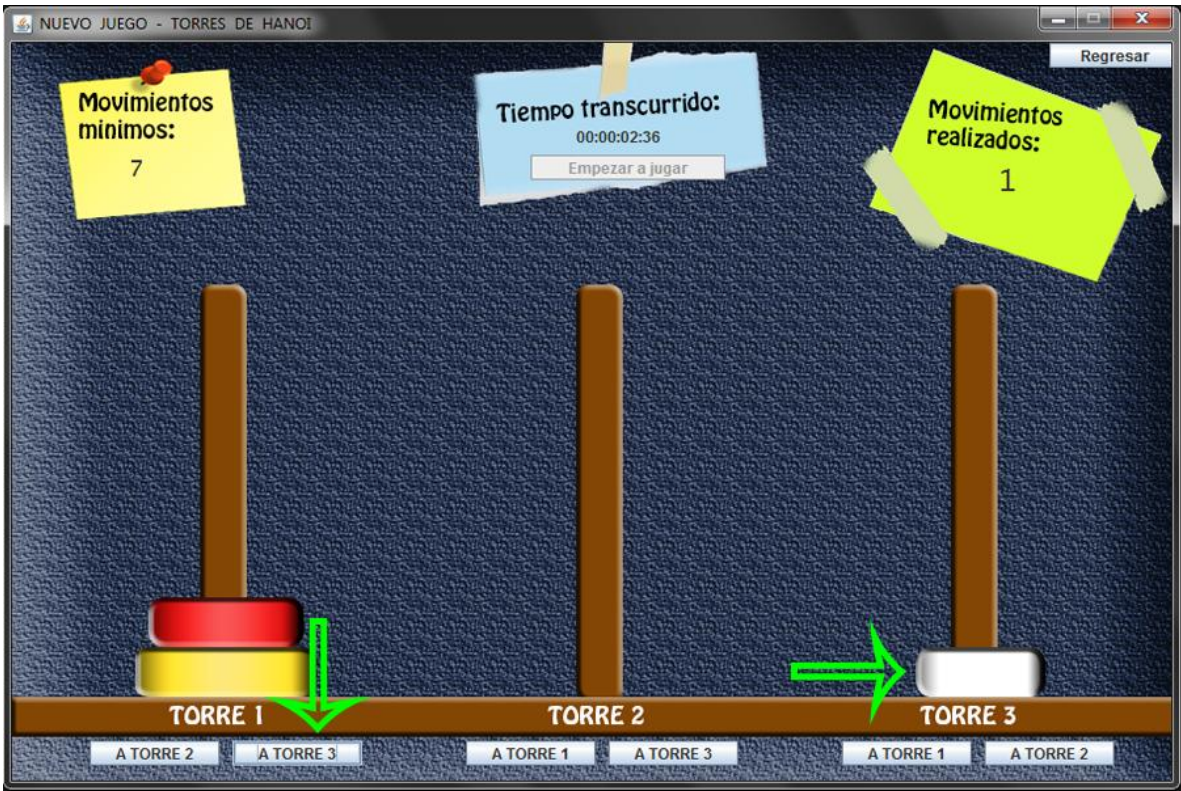 NUEVO JUEGO - TORRES DE HANOI
Regresar
Movimientos
minimos:
7
Tiempo transcurrido:
00:00:02:36
Empezar a jugar
Movimientos
realizados:
1
TORRE 1
TORRE 2
TORRE 3
A TORRE 2
A TORRE 3
A TORRE 1
A TORRE 3
A TORRE 1
A TORRE 2